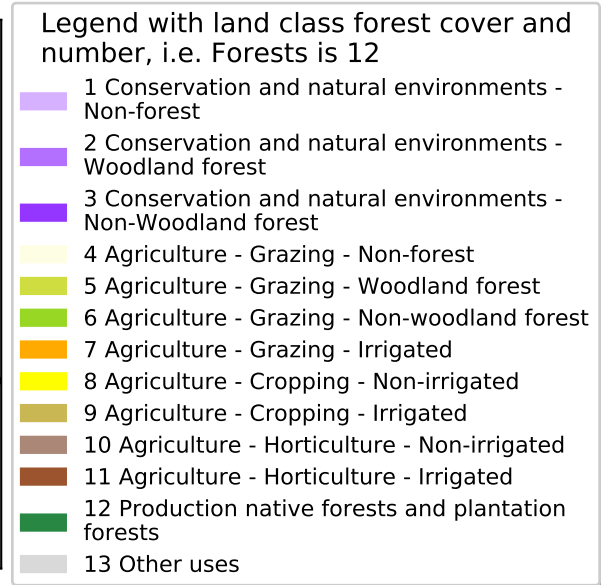 Legend with land class forest cover and
number, i.e. Forests is 12
1 Conservation and natural environments -
Non-forest
2 Conservation and natural environments -
Woodland forest
3 Conservation and natural environments -
Non-Woodland forest
4 Agriculture - Grazing - Non-forest
5 Agriculture - Grazing - Woodland forest
6 Agriculture - Grazing - Non-woodland forest
7 Agriculture - Grazing - Irrigated
8 Agriculture - Cropping - Non-irrigated
9 Agriculture - Cropping - Irrigated
10 Agriculture - Horticulture - Non-irrigated
11 Agriculture - Horticulture - Irrigated
12 Production native forests and plantation
forests
13 Other uses